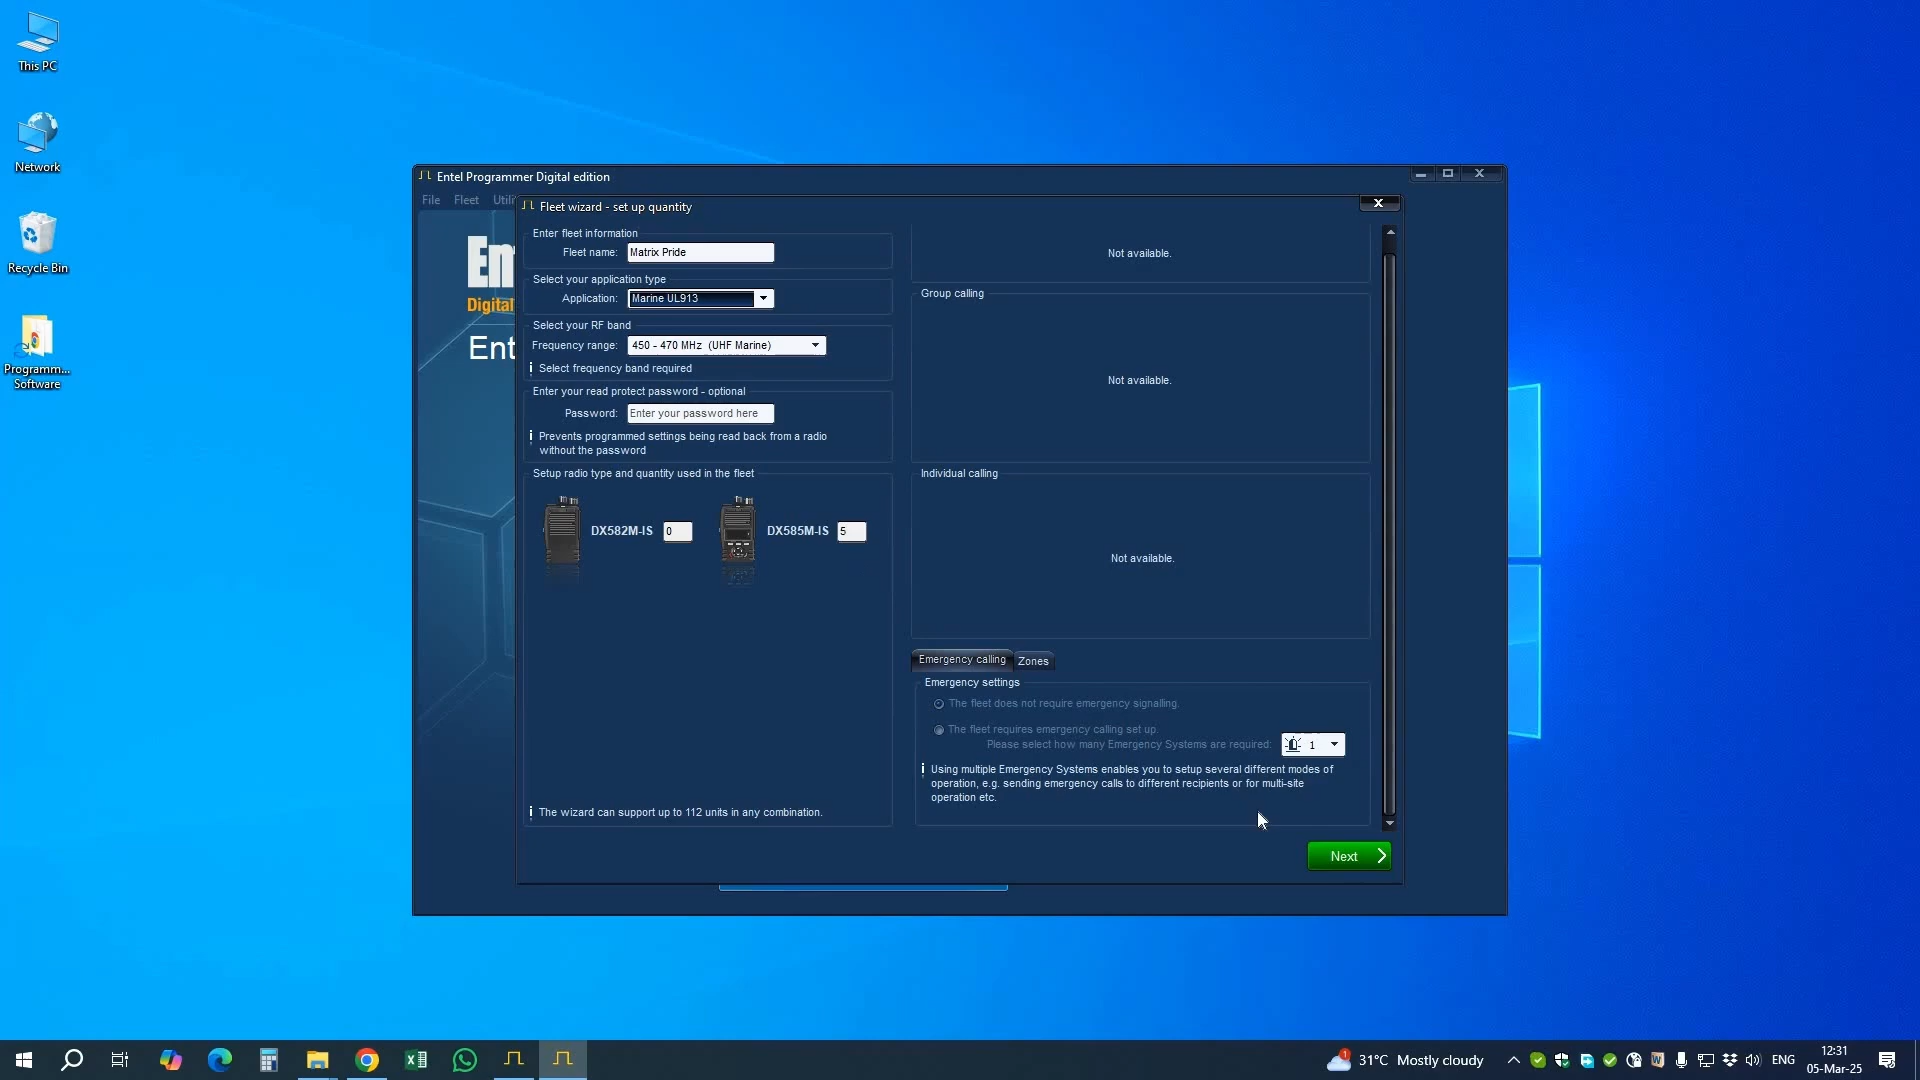 This PC
Network
Recycle Bin
Programm...
Software
Entel Programmer Digital edition
File Fleet Utili
En
Digital
Ent
Fleet wizard - set up quantity
X
Enter fleet information
Fleet name: Matrix Pride
Select your application type
Application: Marine UL913
Select your RF band
Frequency range: 450 - 470 MHz (UHF Marine)
i Select frequency band required
Enter your read protect password - optional
Password: Enter your password here
i Prevents programmed settings being read back from a radio
without the password
Setup radio type and quantity used in the fleet
DX582M-IS 0 DX585M-IS 5
i The wizard can support up to 112 units in any combination.
Not available.
Group calling
Not available.
Individual calling
Not available.
Emergency calling Zones
Emergency settings
The fleet does not require emergency signalling.
The fleet requires emergency calling set up.
Please select how many Emergency Systems are required: 1
i Using multiple Emergency Systems enables you to setup several different modes of
operation, e.g. sending emergency calls to different recipients or for multi-site
operation etc.
Next
1
31°C Mostly cloudy
ENG
12:31
05-Mar-25